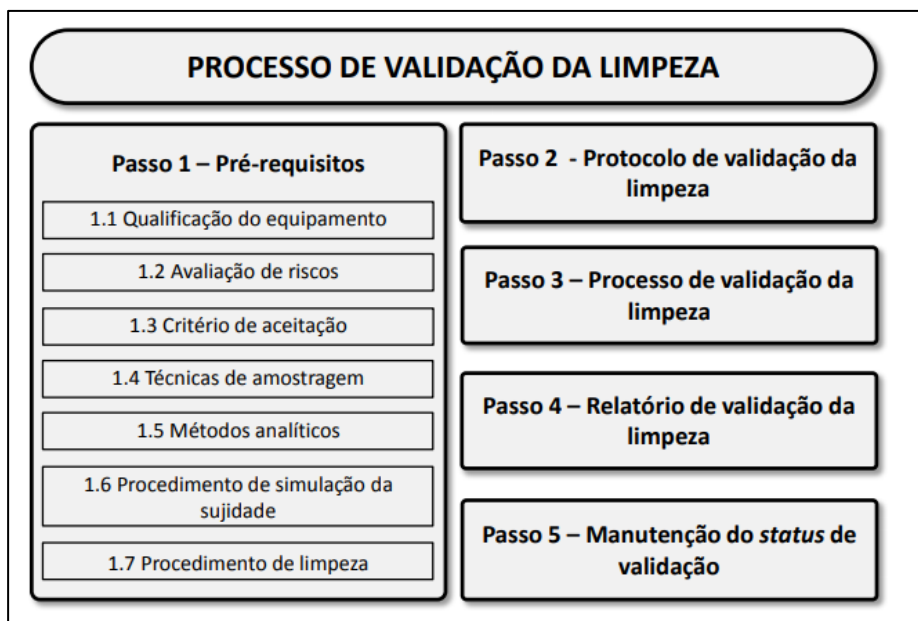 PROCESSO DE VALIDAÇÃO DA LIMPEZA
Passo 1 – Pré-requisitos
1.1 Qualificação do equipamento
1.2 Avaliação de riscos
1.3 Critério de aceitação
1.4 Técnicas de amostragem
1.5 Métodos analíticos
1.6 Procedimento de simulação da
sujidade
1.7 Procedimento de limpeza
Passo 2 - Protocolo de validação da
limpeza
Passo 3 – Processo de validação da
limpeza
Passo 4 – Relatório de validação da
limpeza
Passo 5 – Manutenção do status de
validação